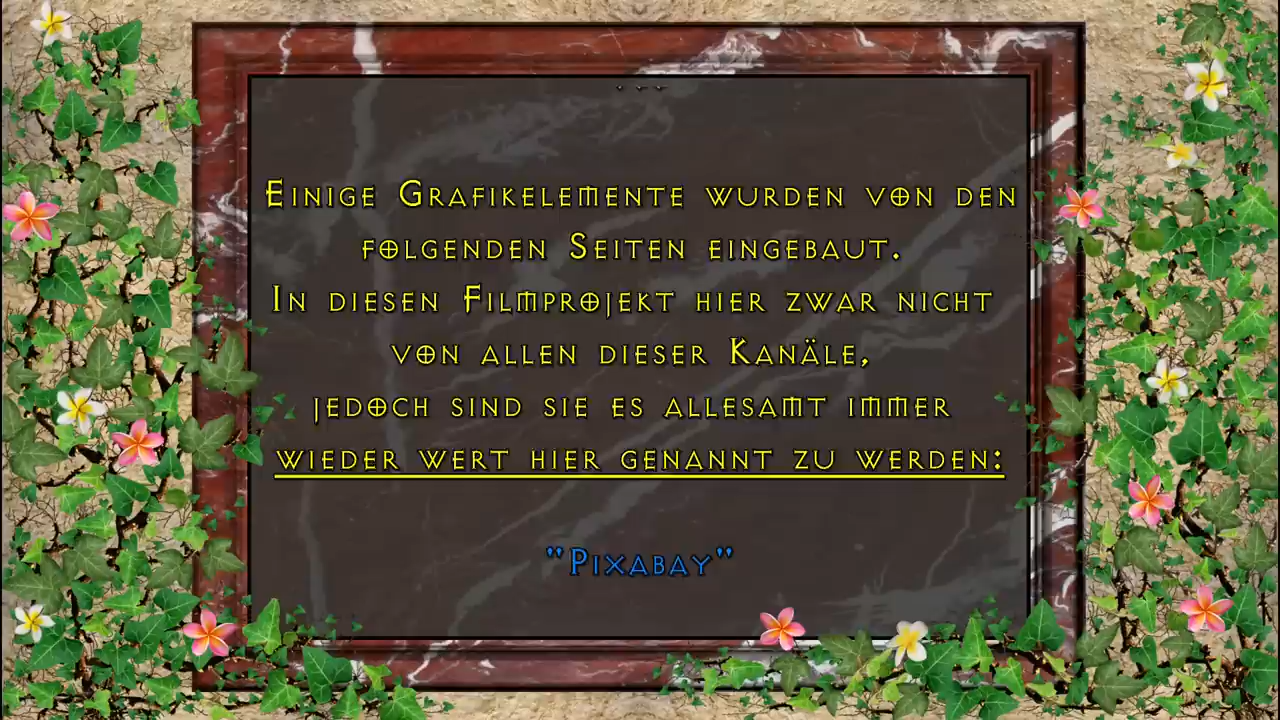 Einige Grafikelemente wurden von den
folgenden Seiten eingebaut.
In diesen Filmprojekt hier zwar nicht
von allen dieser Kanäle,
jedoch sind sie es allesamt immer
wieder wert hier genannt zu werden:
"Pixabay"